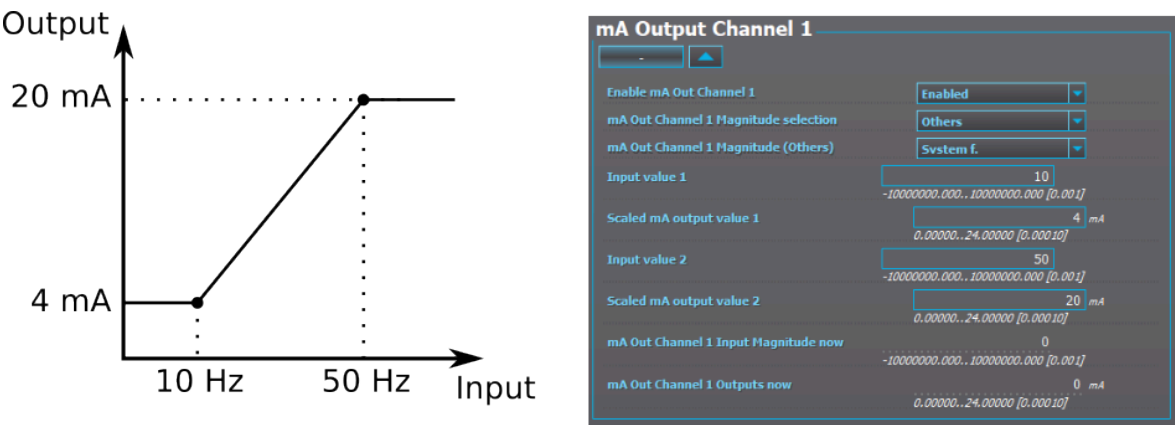 Output
20 mA
4 mA
10 Hz 50 Hz Input
mA Output Channel 1
-
Enable mA Out Channel 1 Enabled
mA Out Channel 1 Magnitude selection Others
mA Out Channel 1 Magnitude (Others) System f.
Input value 1 10
-10000000.000..10000000.000 [0.001]
Scaled mA output value 1 4 mA
0.00000..24.00000 [0.00010]
Input value 2 50
-10000000.000..10000000.000 [0.001]
Scaled mA output value 2 20 mA
0.00000..24.00000 [0.00010]
mA Out Channel 1 Input Magnitude now 0
-10000000.000..10000000.000 [0.001]
mA Out Channel 1 Outputs now 0 mA
0.00000..24.00000 [0.00010]